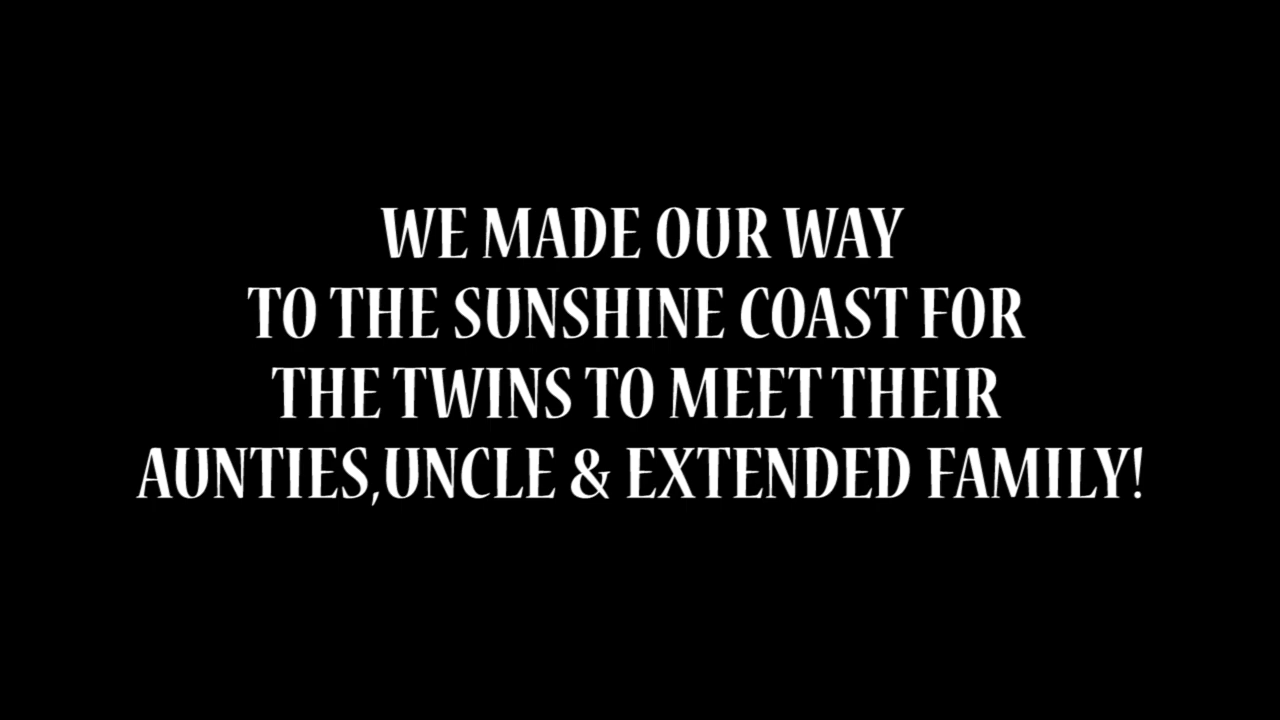 WE MADE OUR WAY
TO THE SUNSHINE COAST FOR
THE TWINS TO MEET THEIR
AUNTIES,UNCLE & EXTENDED FAMILY!